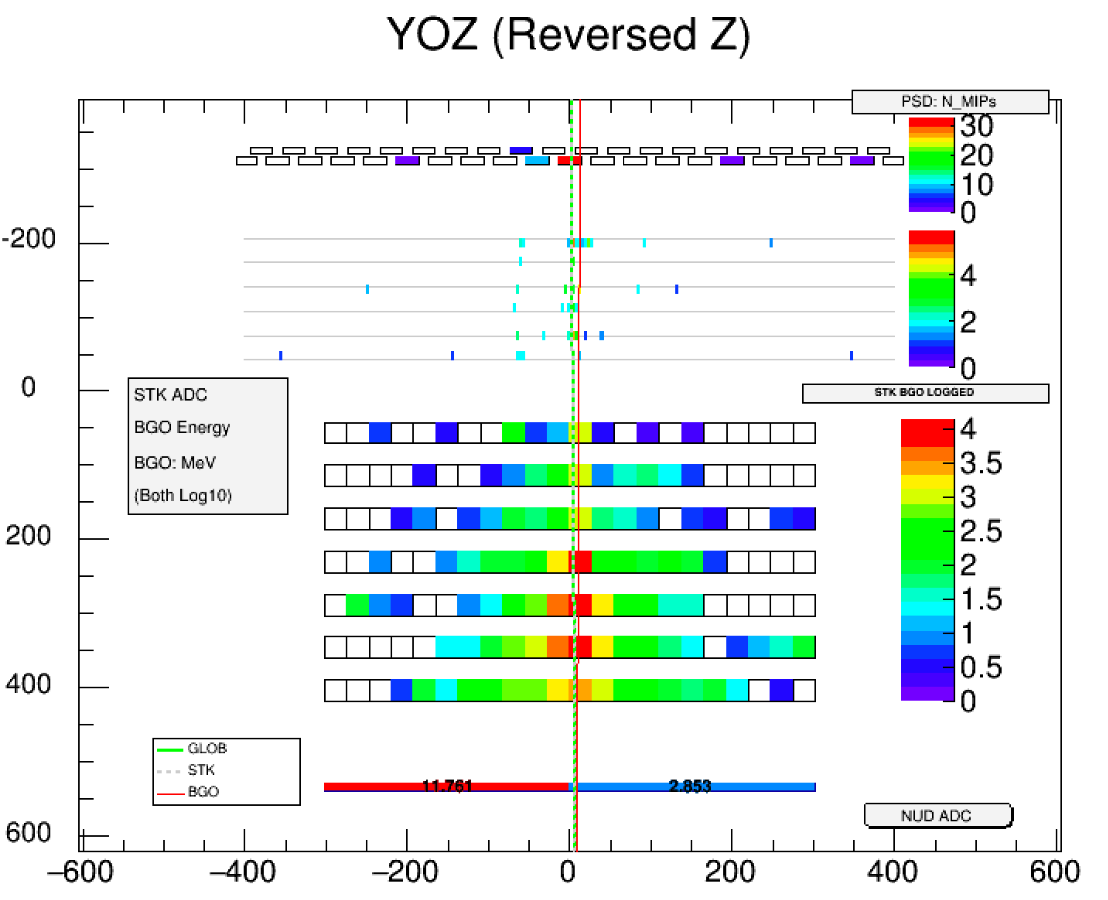 YOZ (Reversed Z)
PSD: N_MIPs
30
20
10
0
-200
4
2
0
0
STK ADC
BGO Energy
BGO: MeV
(Both Log10)
STK BGO LOGGED
4
3.5
3
2.5
2
1.5
1
0.5
0
200
400
GLOB
STK
BGO
11.761
2.853
NUD ADC
600
−600
−400
−200
0
200
400
600